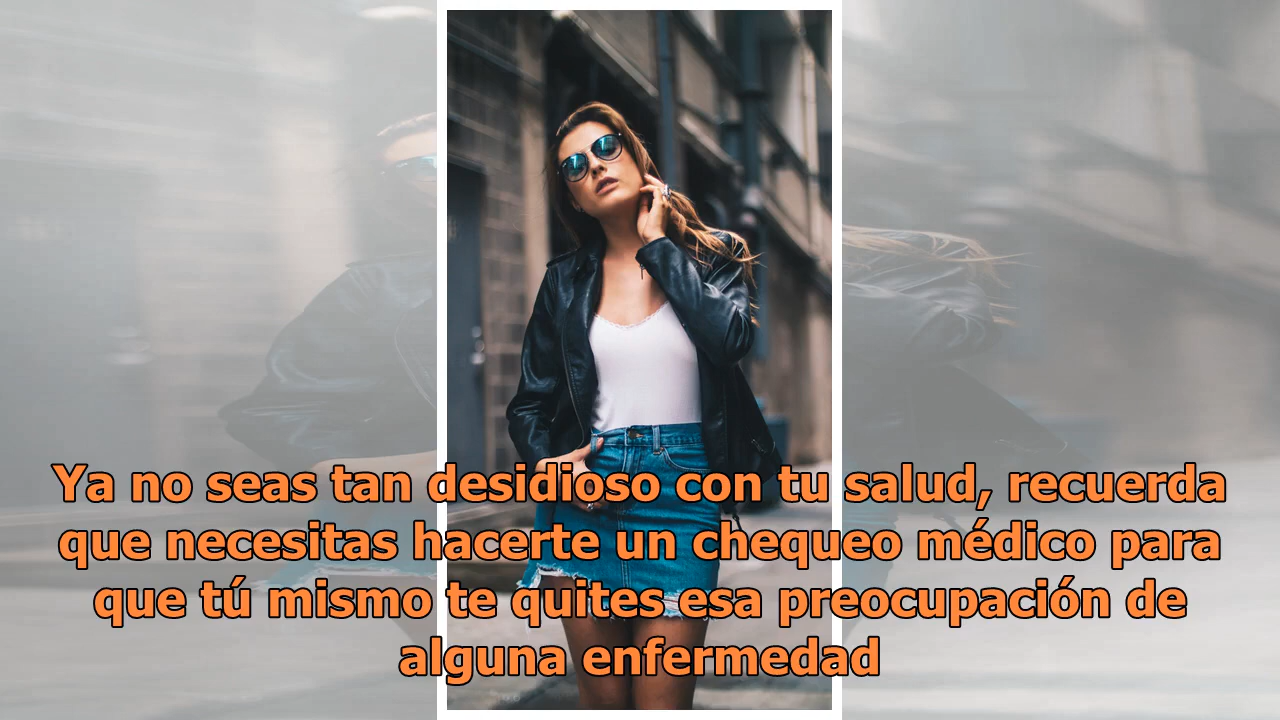 Ya no seas tan desidioso con tu salud, recuerda
que necesitas hacerte un chequeo médico para
que tú mismo te quites esa preocupación de
alguna enfermedad